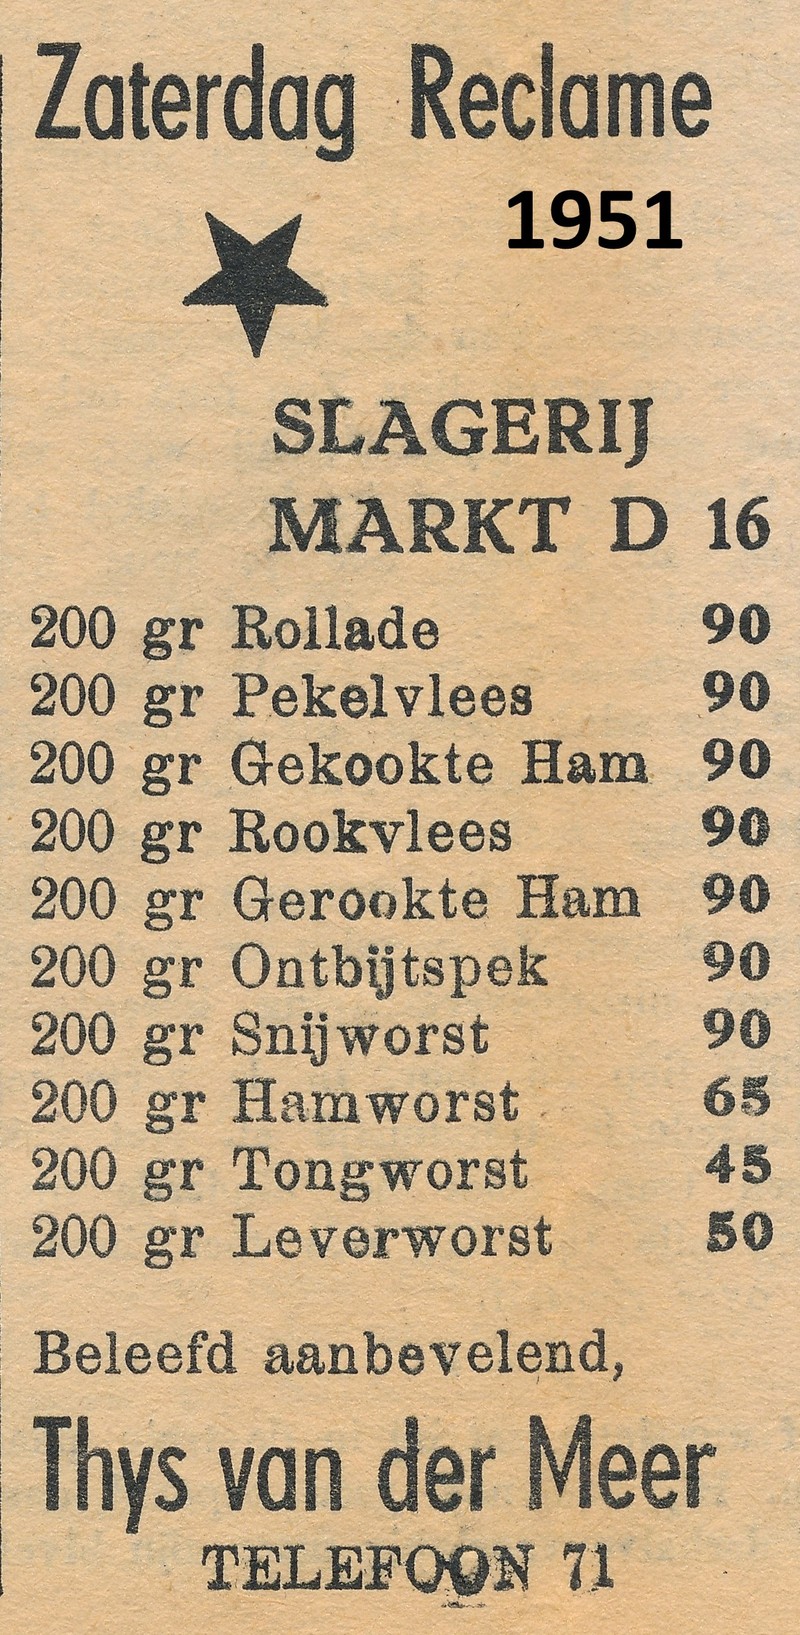 Zaterdag Reclame
1951
SLAGERIJ
MARKT D 16
200 gr Rollade 90
200 gr Pekelvlees 90
200 gr Gekookte Ham 90
200 gr Rookvlees 90
200 gr Gerookte Ham 90
200 gr Ontbijtspek 90
200 gr Snijworst 90
200 gr Hamworst 65
200 gr Tongworst 45
200 gr Leverworst 50
Beleefd aanbevelend,
Thys van der Meer
TELEFOON 71